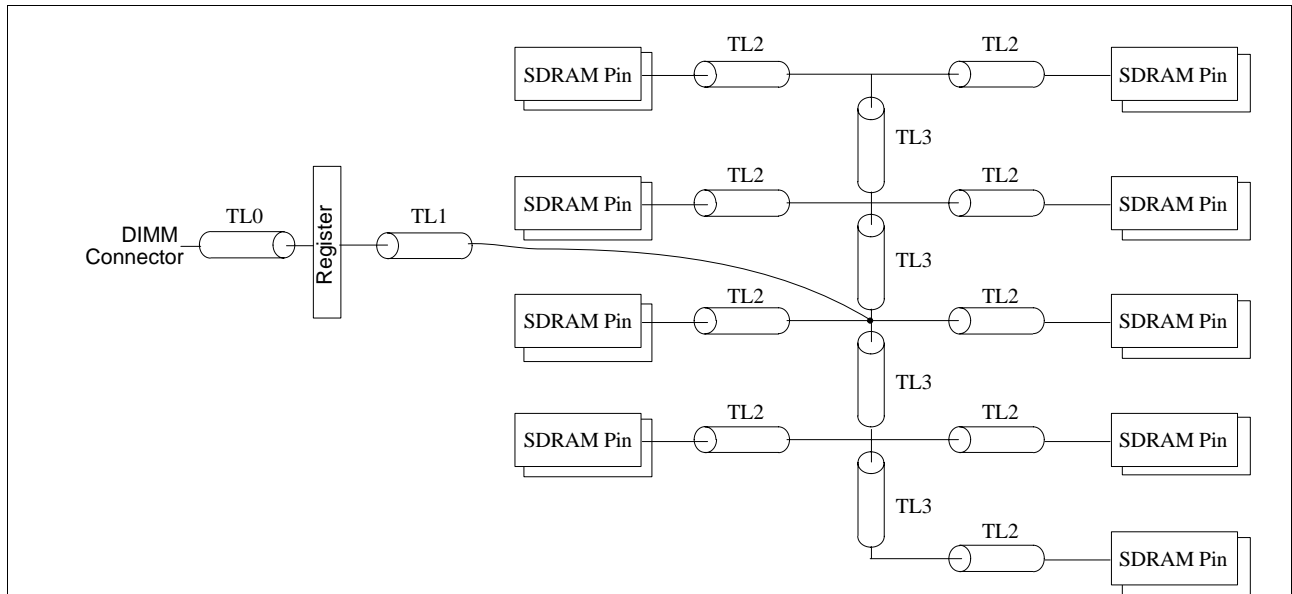 TL2
TL2
SDRAM Pin
SDRAM Pin
TL3
TL2
TL2
SDRAM Pin
SDRAM Pin
TL0
Register
TL1
DIMM
Connector
TL3
TL2
TL2
SDRAM Pin
SDRAM Pin
TL3
TL2
TL2
SDRAM Pin
SDRAM Pin
TL3
TL2
SDRAM Pin